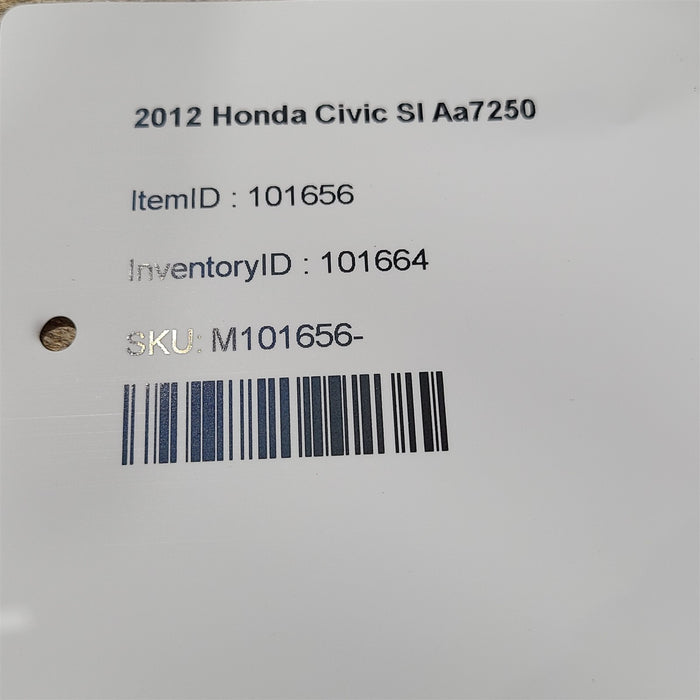 2012 Honda Civic SI Aa7250
ItemID : 101656
InventoryID : 101664
SKU: M101656-